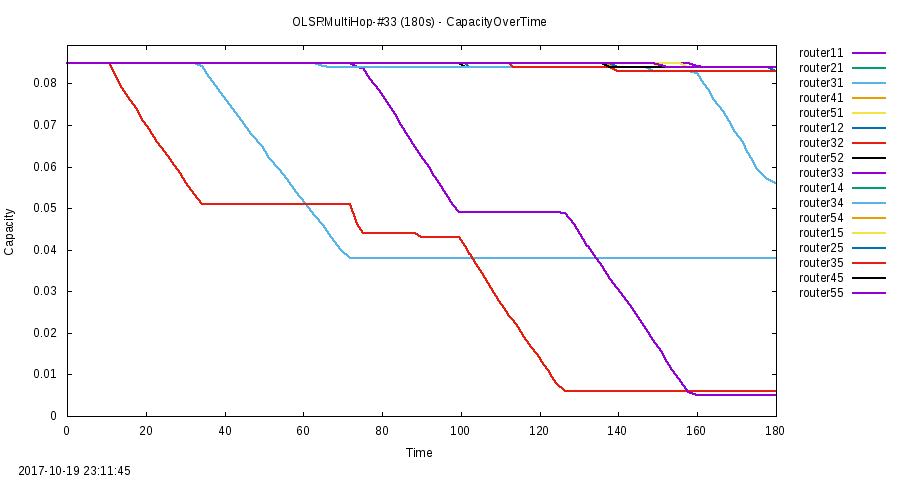 OLSRMultiHop-#33 (180s) - CapacityOverTime
0.08
0.07
0.06
0.05
0.04
0.03
0.02
0.01
0
Capacity
0 20 40 60 80 100 120 140 160 180
Time
router11
router21
router31
router41
router51
router12
router32
router52
router33
router14
router34
router54
router15
router25
router35
router45
router55
2017-10-19 23:11:45